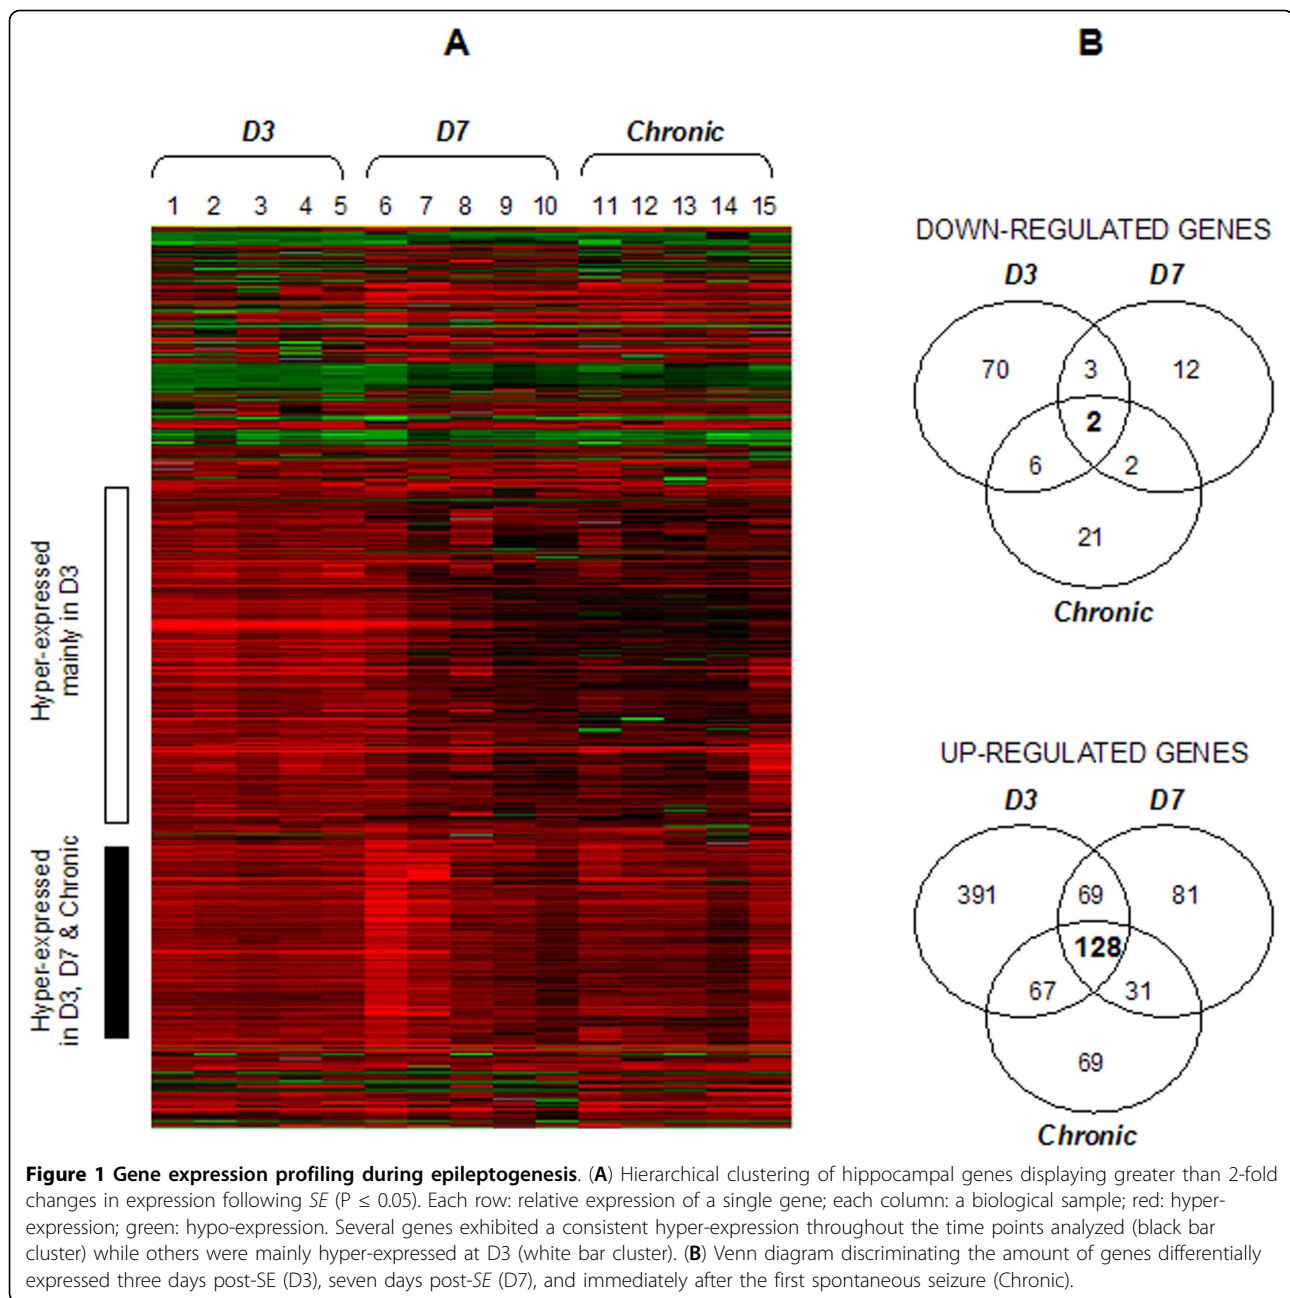 A
B
D3 D7 Chronic
1 2 3 4 5 6 7 8 9 10 11 12 13 14 15
Hyper-expressed
mainly in D3
Hyper-expressed
in D3, D7 & Chronic
DOWN-REGULATED GENES
D3 D7
70 3 12
2
6 2
21
Chronic
UP-REGULATED GENES
D3 D7
391 69 81
128
67 31
69
Chronic
Figure 1 Gene expression profiling during epileptogenesis. (A) Hierarchical clustering of hippocampal genes displaying greater than 2-fold
changes in expression following SE (P ≤ 0.05). Each row: relative expression of a single gene; each column: a biological sample; red: hyper-
expression; green: hypo-expression. Several genes exhibited a consistent hyper-expression throughout the time points analyzed (black bar
cluster) while others were mainly hyper-expressed at D3 (white bar cluster). (B) Venn diagram discriminating the amount of genes differentially
expressed three days post-SE (D3), seven days post-SE (D7), and immediately after the first spontaneous seizure (Chronic).